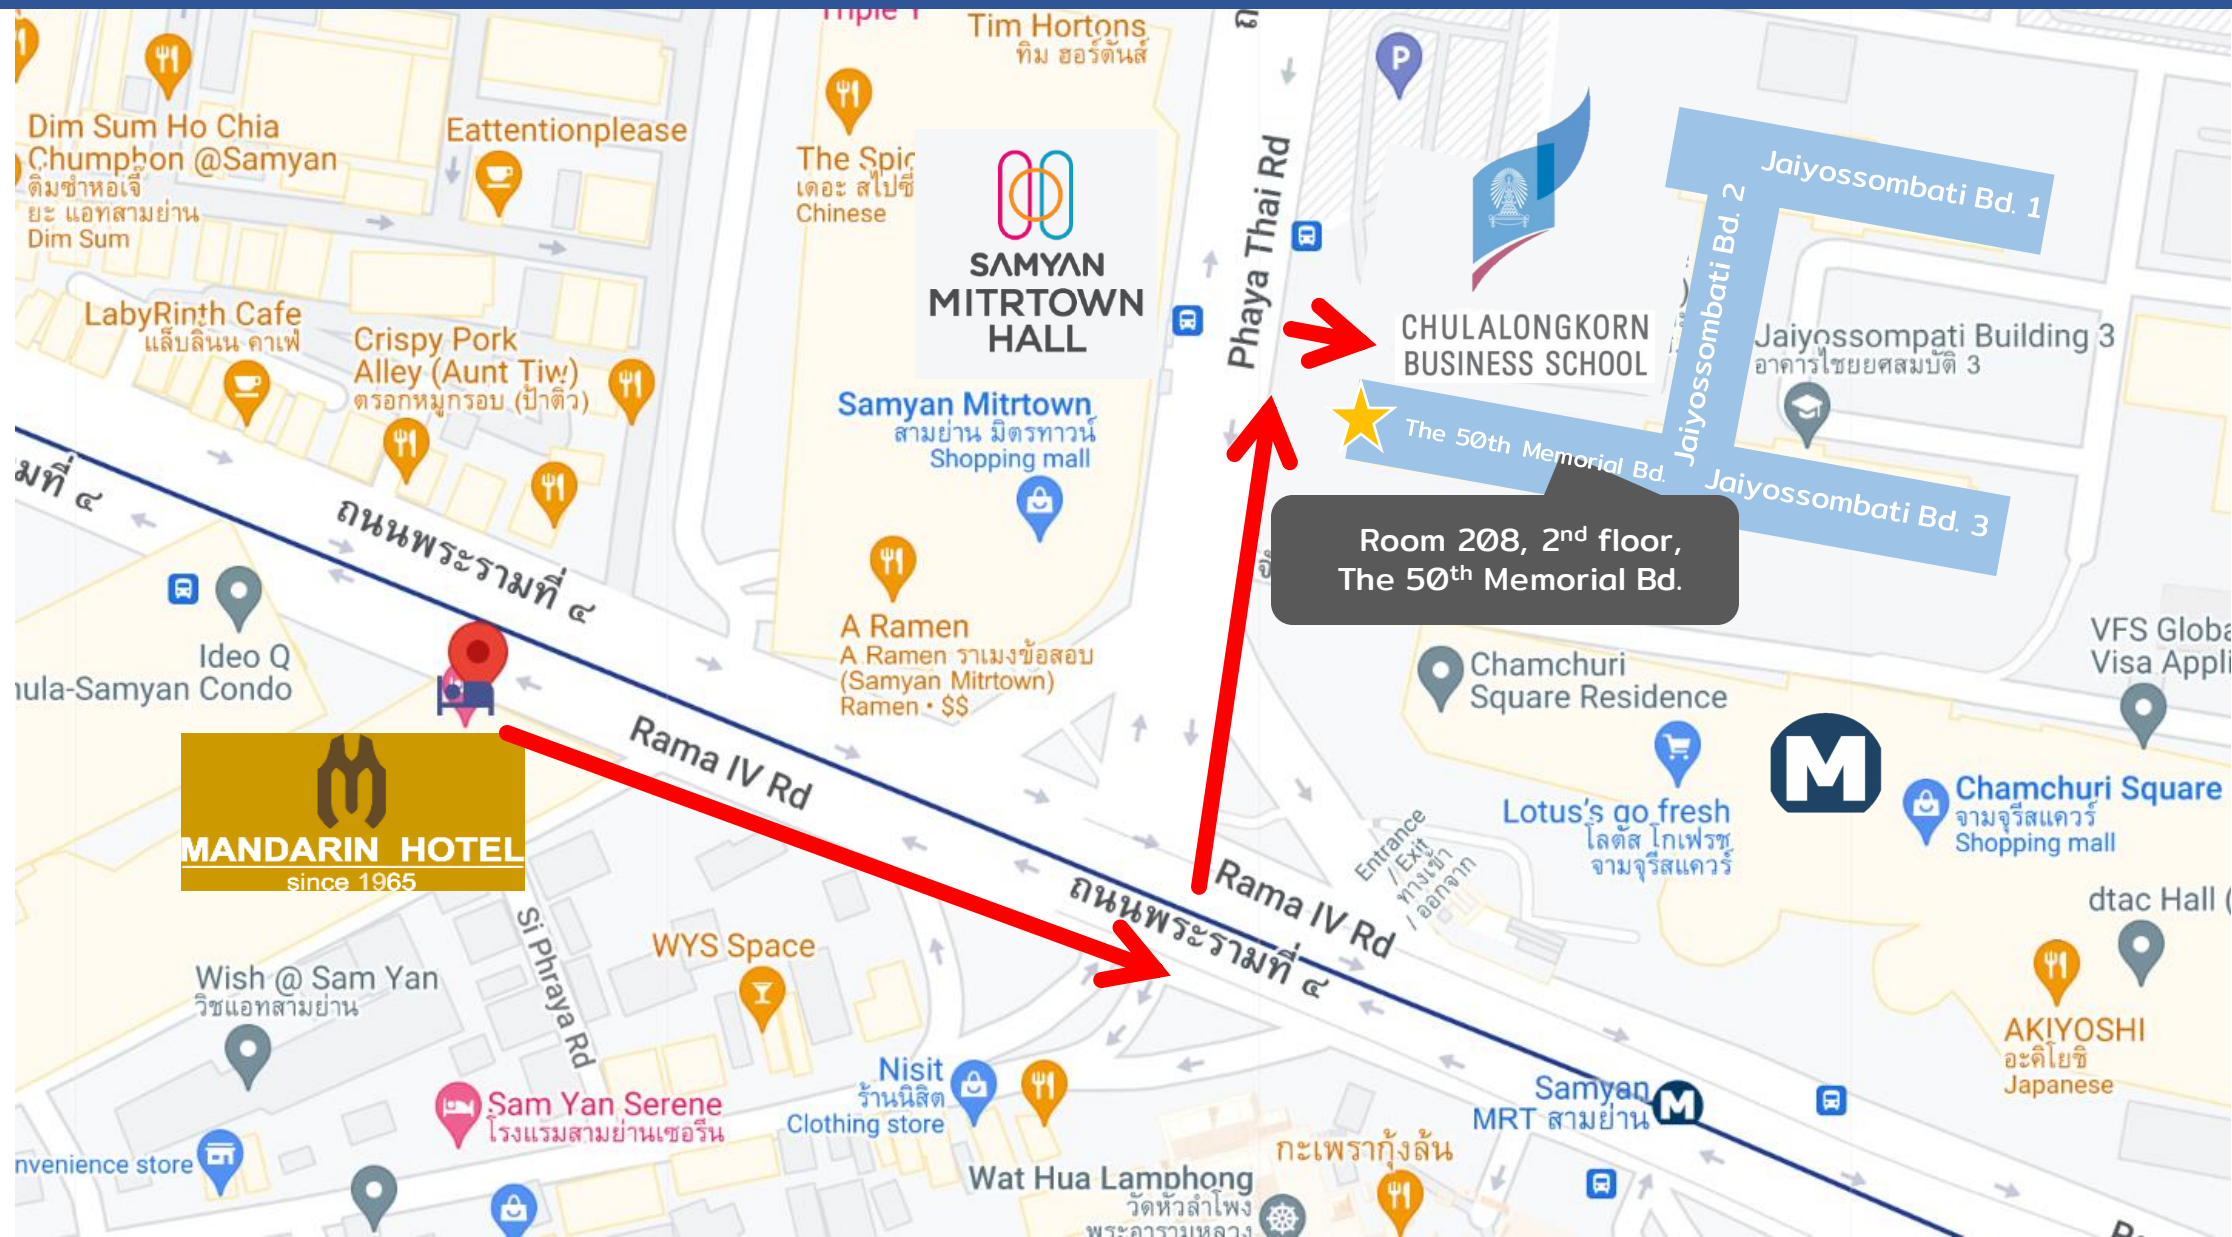 Tim Hortons
ทิม ฮอร์ตันส์
Dim Sum Ho Chia
Chumphon @Samyan
ติ่มซำหอเจี๊
ยะ แอทสามย่าน
Dim Sum
Eattentionplease
The Spic
เดอะ สไปซี่
Chinese
SAMYAN
MITRTOWN
HALL
Phaya Thai Rd
P
CHULALONGKORN
BUSINESS SCHOOL
Jaiyossombati Bd. 1
Jaiyossombati Bd. 2
Jaiyossompati Building 3
อาคารไชยยศสมบัติ 3
LabyRinth Cafe
แล็บลินน คาเฟ่
Crispy Pork
Alley (Aunt Tiw)
ตรอกหมูกรอบ (ป้าติ๋ว)
Samyan Mitrtown
สามย่าน มิตรทาวน์
Shopping mall
The 50th Memorial Bd.
Jaiyossombati Bd. 3
Room 208, 2nd floor,
The 50th Memorial Bd.
มที่ ๔
ถนนพระรามที่ ๔
Ideo Q
hula-Samyan Condo
A Ramen
A Ramen ราเมงข้อสอบ
(Samyan Mitrtown)
Ramen • $$
Chamchuri
Square Residence
VFS Globa
Visa Appli
MANDARIN HOTEL
since 1965
Rama IV Rd
M
Lotus's go fresh
โลตัส โกเฟรช
จามจุรีสแควร์
Chamchuri Square
จามจุรีสแควร์
Shopping mall
Entrance
/ Exit
ทางเข้า
/ ออกจาก
Rama IV Rd
ถนนพระรามที่ ๔
dtac Hall (
Si Phraya Rd
WYS Space
Wish @ Sam Yan
วิชแอทสามย่าน
AKIYOSHI
อะคิโยชิ
Japanese
Nisit
ร้านนิสิต
Clothing store
Sam Yan Serene
โรงแรมสามย่านเซอรีน
Samyan
MRT สามย่าน
M
nvenience store
กะเพรากุ้งล้น
Wat Hua Lamphong
วัดหัวลำโพง
พระอารามหลวง